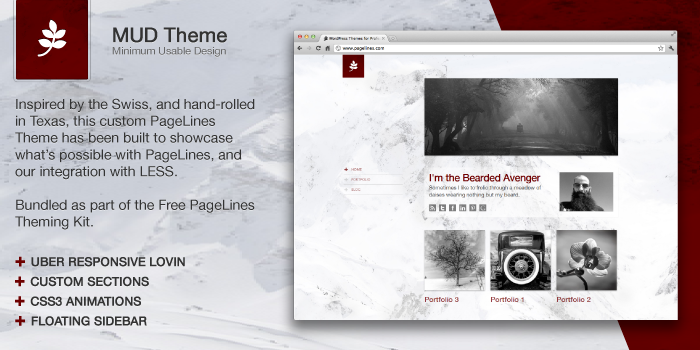 MUD Theme
Minimum Usable Design
Inspired by the Swiss, and hand-rolled
in Texas, this custom PageLines
Theme has been built to showcase
what's possible with PageLines, and
our integration with LESS.
Bundled as part of the Free PageLines
Theming Kit.
UBER RESPONSIVE LOVIN
CUSTOM SECTIONS
CSS3 ANIMATIONS
FLOATING SIDEBAR
WordPress Themes for Profes
www.pagelines.com
HOME
PORTFOLIO
BLOG
I'm the Bearded Avenger
Sometimes I like to frolic through a meadow of
daisies wearing nothing but my beard.
Portfolio 3
Portfolio 1
Portfolio 2